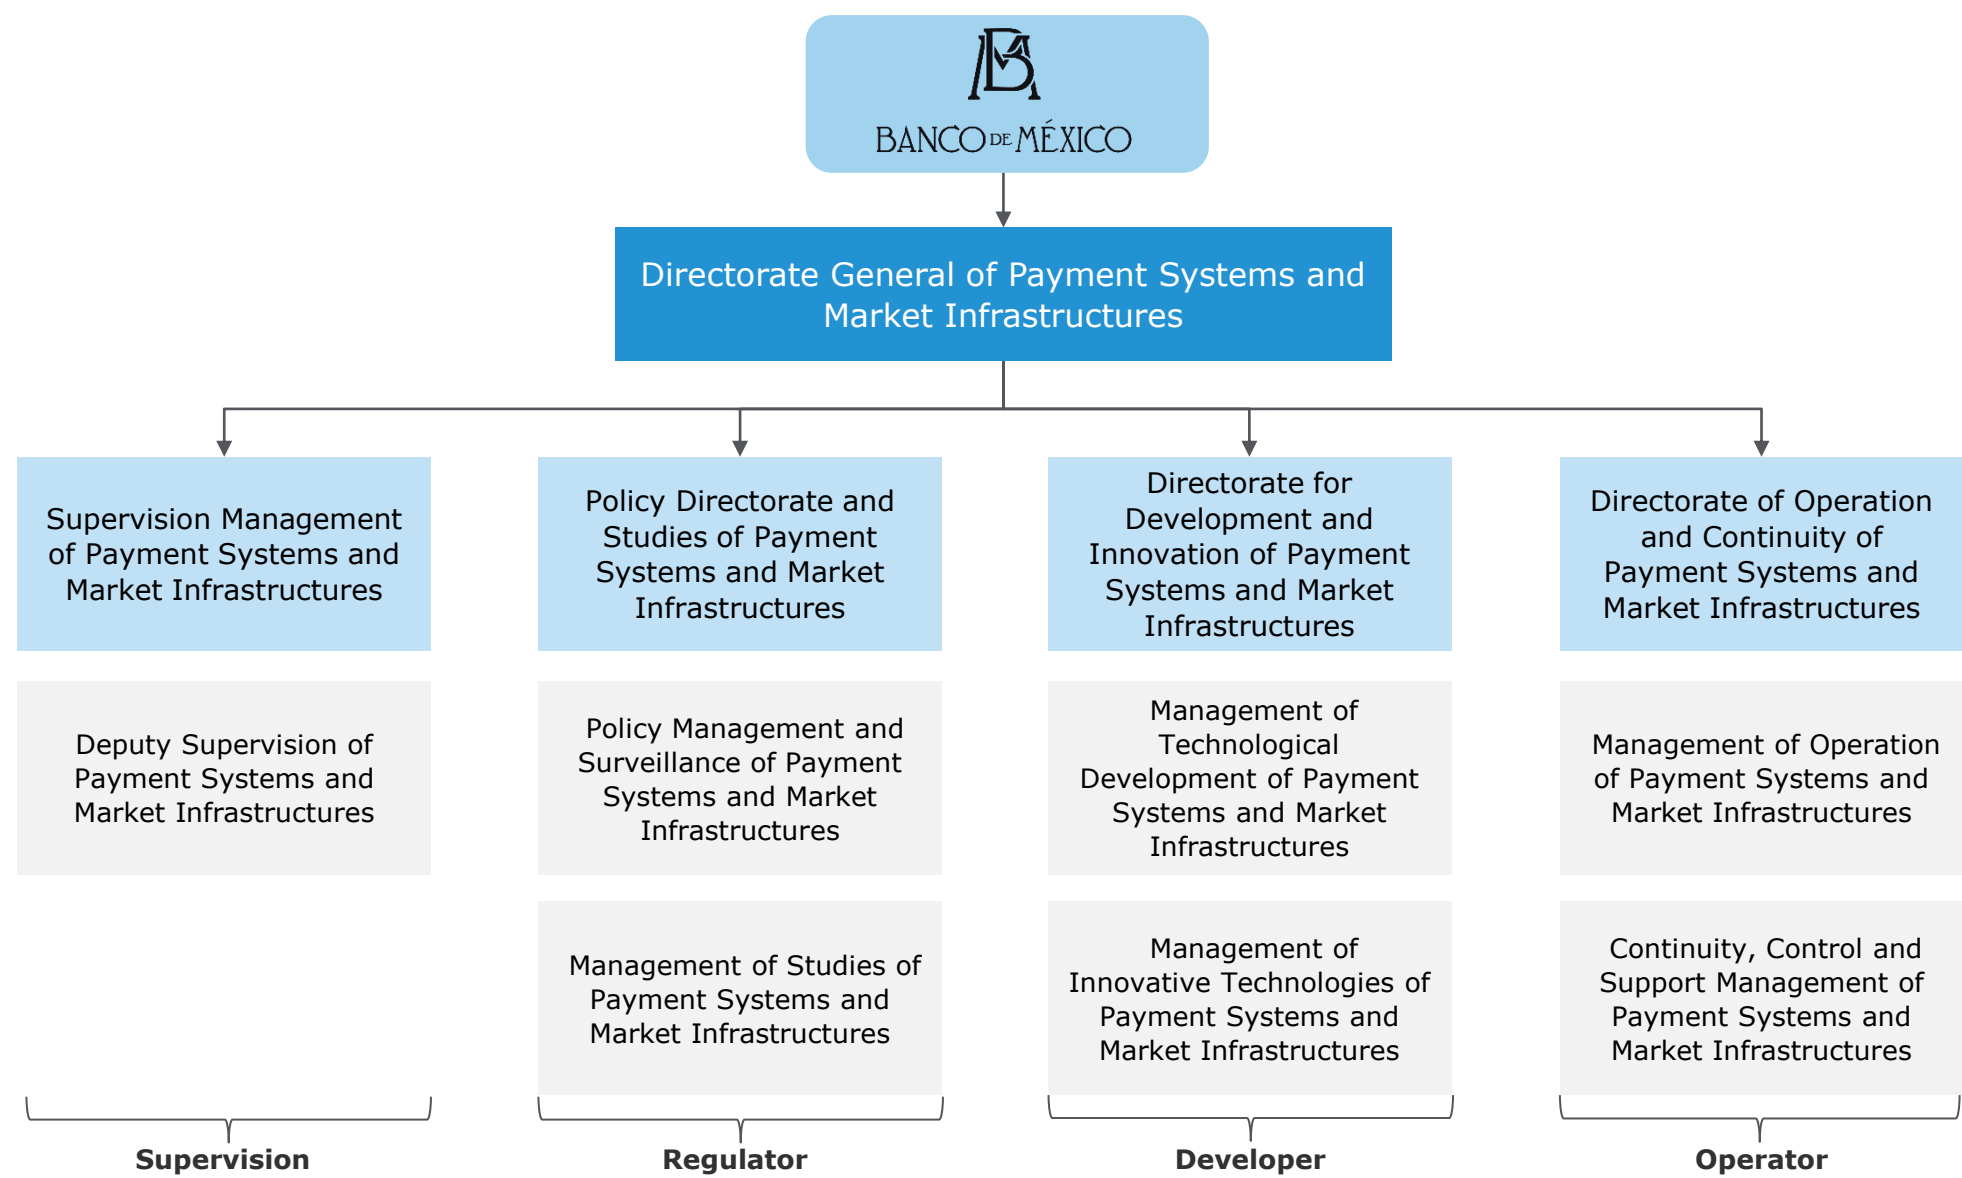 BANCO DE MÉXICO
Directorate General of Payment Systems and
Market Infrastructures
Supervision Management
of Payment Systems and
Market Infrastructures
Policy Directorate and
Studies of Payment
Systems and Market
Infrastructures
Directorate for
Development and
Innovation of Payment
Systems and Market
Infrastructures
Directorate of Operation
and Continuity of
Payment Systems and
Market Infrastructures
Deputy Supervision of
Payment Systems and
Market Infrastructures
Policy Management and
Surveillance of Payment
Systems and Market
Infrastructures
Management of
Technological
Development of Payment
Systems and Market
Infrastructures
Management of Operation
of Payment Systems and
Market Infrastructures
Management of Studies of
Payment Systems and
Market Infrastructures
Management of
Innovative Technologies of
Payment Systems and
Market Infrastructures
Continuity, Control and
Support Management of
Payment Systems and
Market Infrastructures
Supervision
Regulator
Developer
Operator